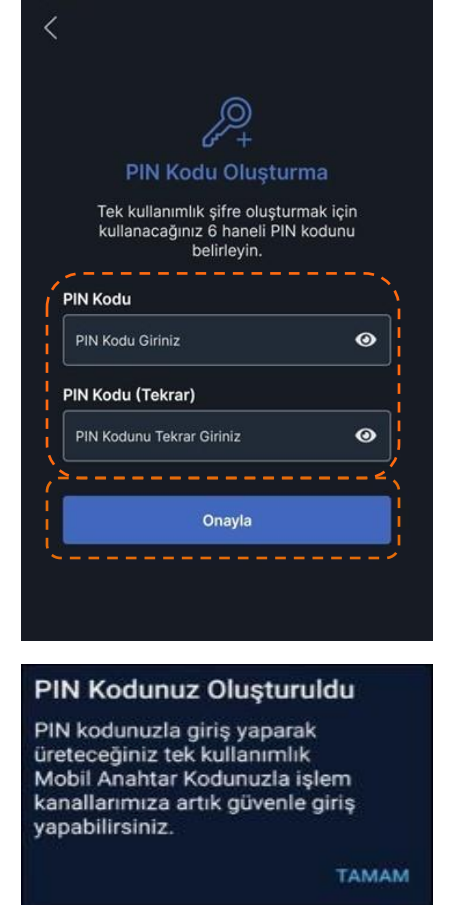 PIN Kodu Oluşturma
Tek kullanımlık şifre oluşturmak için
kullanacağınız 6 haneli PIN kodunu
belirleyin.
PIN Kodu
PIN Kodu Giriniz
PIN Kodu (Tekrar)
PIN Kodunu Tekrar Giriniz
Onayla
PIN Kodunuz Oluşturuldu
PIN kodunuzla giriş yaparak
üreteceğiniz tek kullanımlık
Mobil Anahtar Kodunuzla işlem
kanallarımıza artık güvenle giriş
yapabilirsiniz.
TAMAM